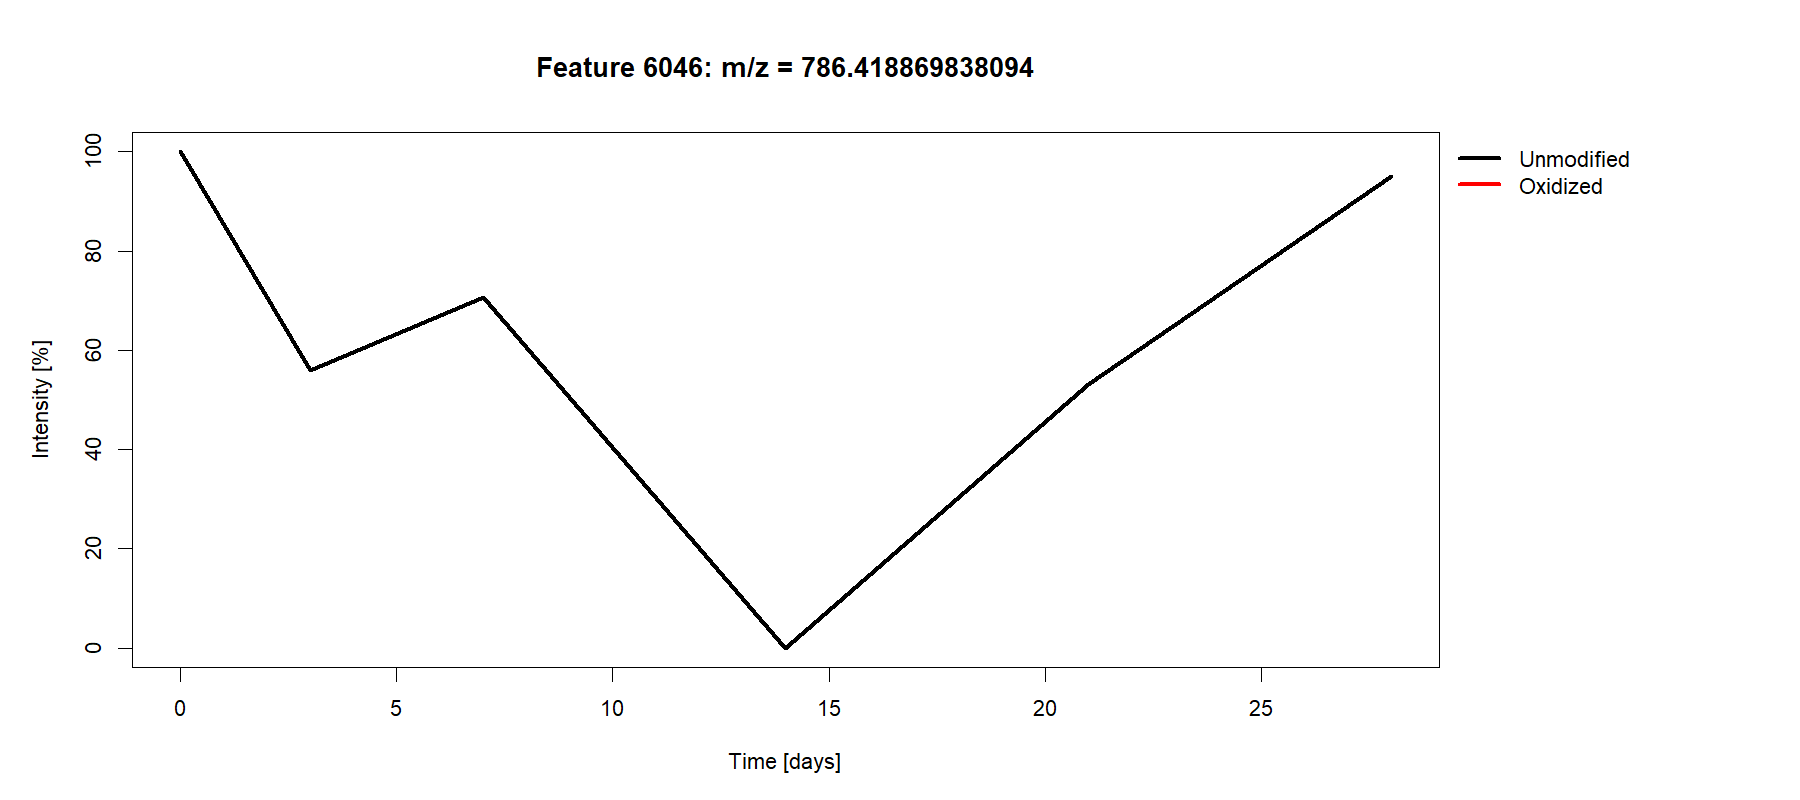 Feature 6046: m/z = 786.418869838094
Unmodified
Oxidized
100
80
60
40
20
0
Intensity [%]
0 5 10 15 20 25
Time [days]